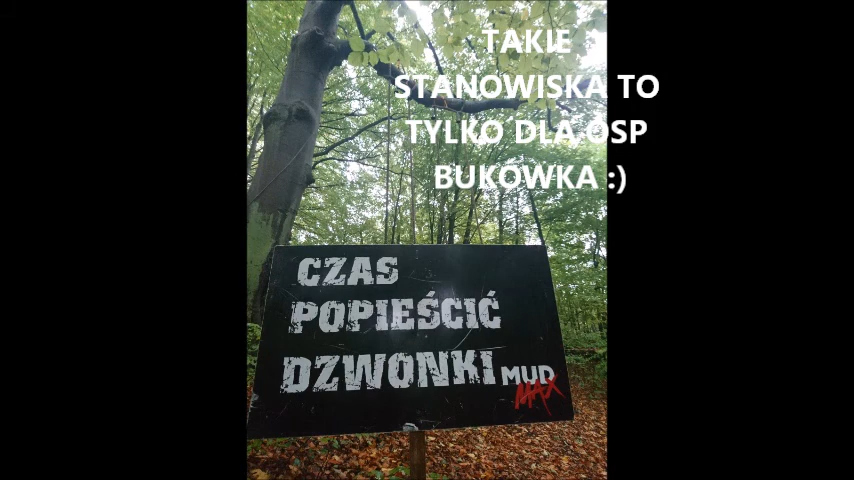 TAKIE
STANOWISKA TO
TYLKO DLA OSP
BUKOWKA :)
CZAS
POPIEŚCIĆ
DZWONKI
MUD
MAX